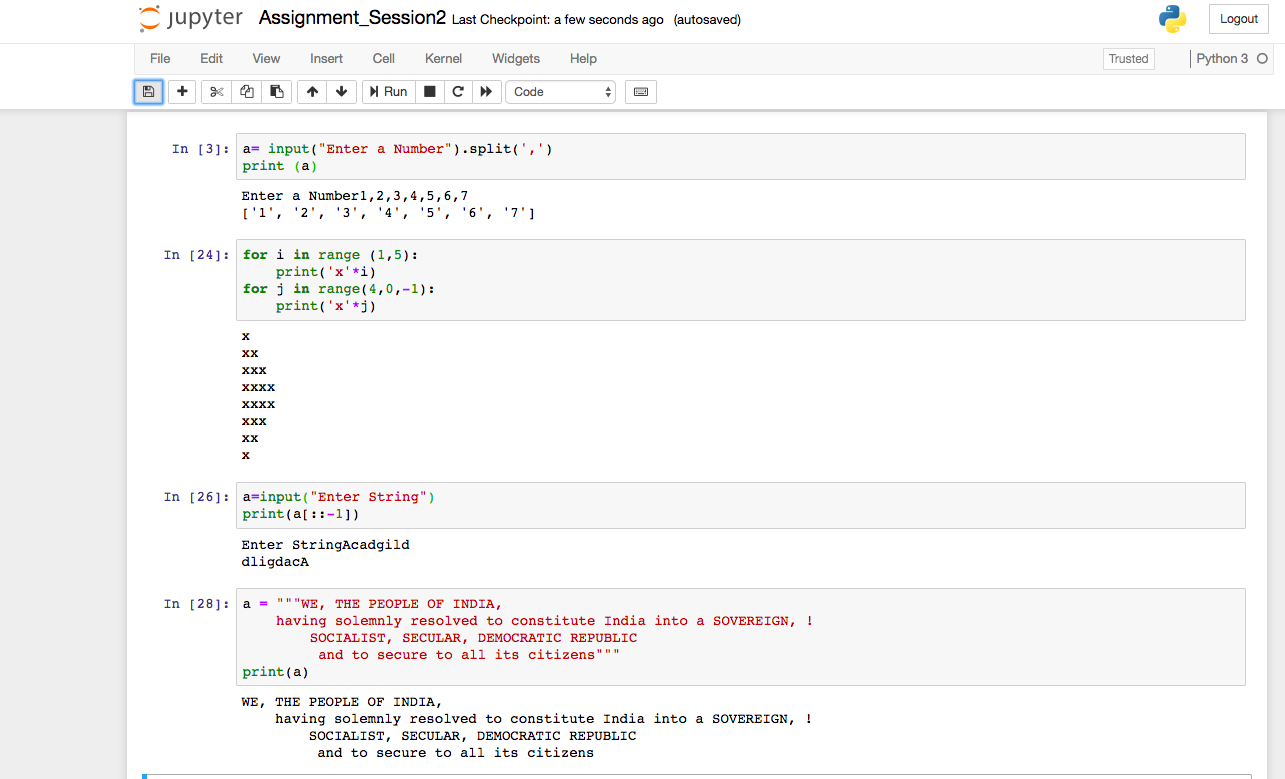 jupyter Assignment_Session2 Last Checkpoint: a few seconds ago (autosaved) Logout
File Edit View Insert Cell Kernel Widgets Help Trusted Python 3
Run Code
In [3]: a= input("Enter a Number").split(',')
print (a)
Enter a Number1,2,3,4,5,6,7
['1', '2', '3', '4', '5', '6', '7']
In [24]: for i in range (1,5):
    print('x'*i)
for j in range(4,0,-1):
    print('x'*j)
x
xx
xxx
xxxx
xxxx
xxx
xx
x
In [26]: a=input("Enter String")
print(a[::-1])
Enter StringAcadgild
dligdacA
In [28]: a = """WE, THE PEOPLE OF INDIA,
    having solemnly resolved to constitute India into a SOVEREIGN, !
        SOCIALIST, SECULAR, DEMOCRATIC REPUBLIC
         and to secure to all its citizens"""
print(a)
WE, THE PEOPLE OF INDIA,
    having solemnly resolved to constitute India into a SOVEREIGN, !
        SOCIALIST, SECULAR, DEMOCRATIC REPUBLIC
         and to secure to all its citizens